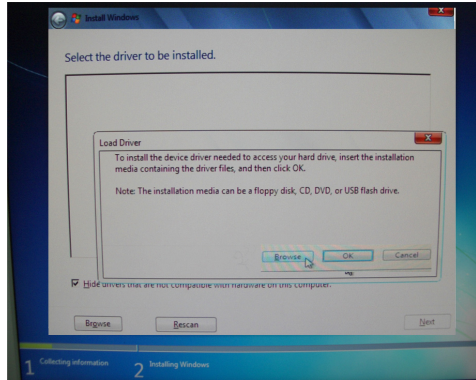 Install Windows
Select the driver to be installed.
Load Driver
To install the device driver needed to access your hard drive, insert the installation
media containing the driver files, and then click OK.
Note: The installation media can be a floppy disk, CD, DVD, or USB flash drive.
Browse OK Cancel
Hide drivers that are not compatible with hardware on this computer.
Browse Rescan Next
1 Collecting information 2 Installing Windows